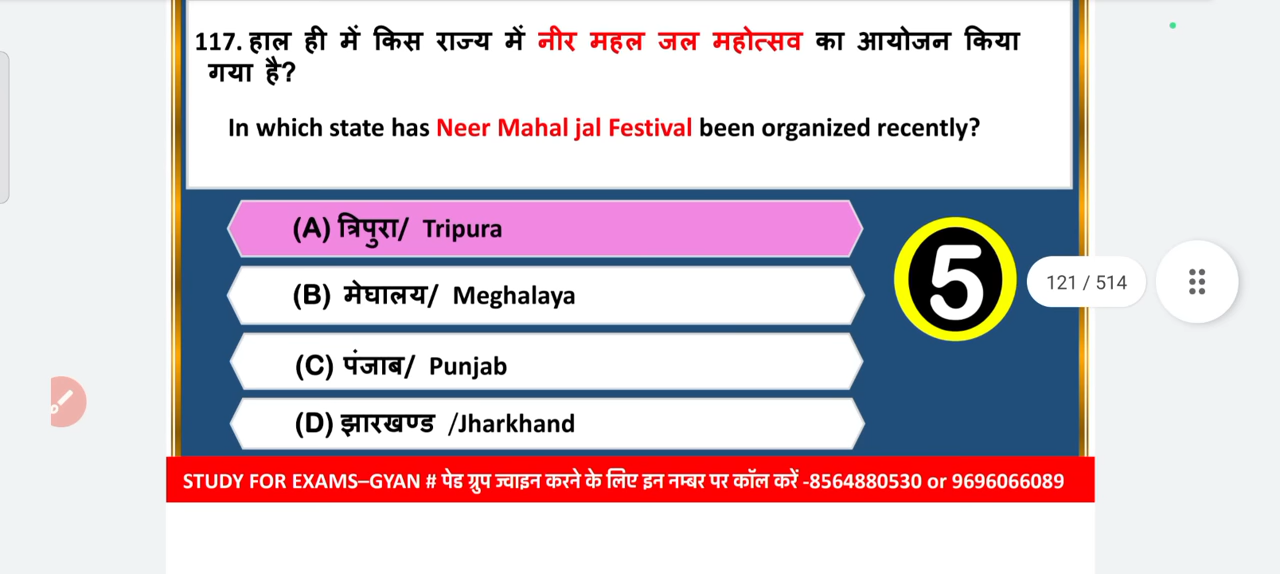 117. हाल ही में किस राज्य में नीर महल जल महोत्सव का आयोजन किया
गया है?
In which state has Neer Mahal jal Festival been organized recently?
(A) त्रिपुरा/ Tripura
(B) मेघालय/ Meghalaya
(C) पंजाब/ Punjab
(D) झारखण्ड /Jharkhand
5
121 / 514
STUDY FOR EXAMS–GYAN # पेड ग्रुप ज्वाइन करने के लिए इन नम्बर पर कॉल करें -8564880530 or 9696066089